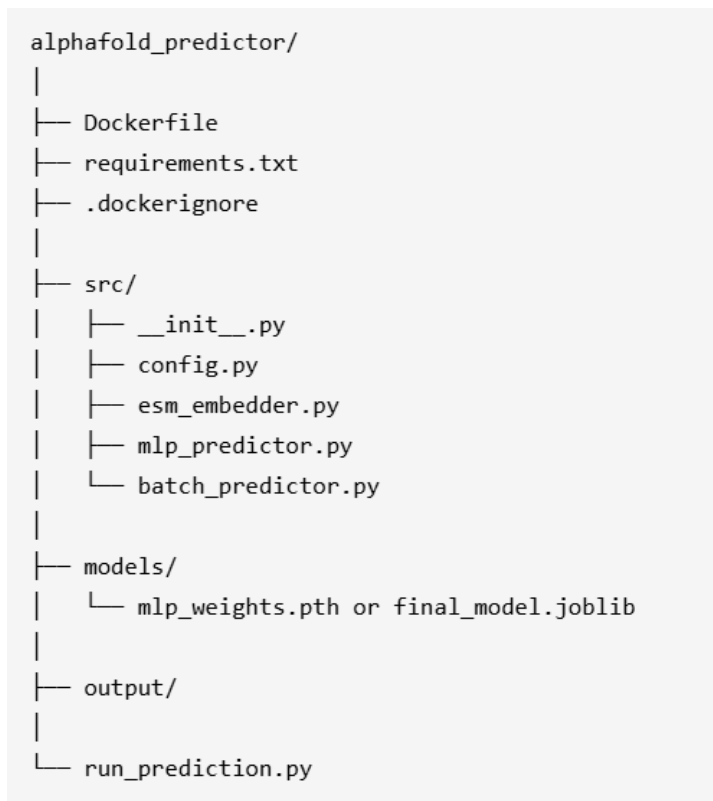 alphafold_predictor/
│
├── Dockerfile
├── requirements.txt
├── .dockerignore
│
├── src/
│   ├── __init__.py
│   ├── config.py
│   ├── esm_embedder.py
│   ├── mlp_predictor.py
│   └── batch_predictor.py
│
├── models/
│   └── mlp_weights.pth or final_model.joblib
│
├── output/
│
└── run_prediction.py